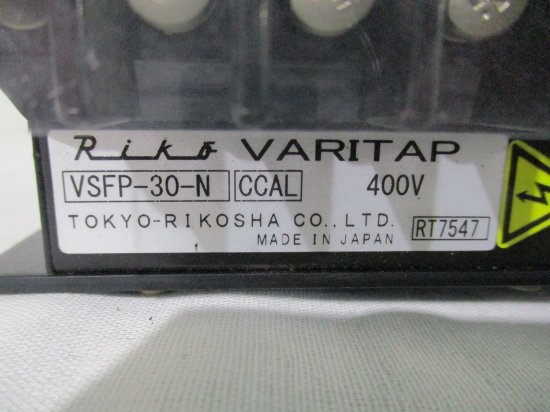 Riko VARITAP
VSFP-30-N CCAL 400V
TOKYO-RIKOSHA CO.,LTD.
MADE IN JAPAN RT7547